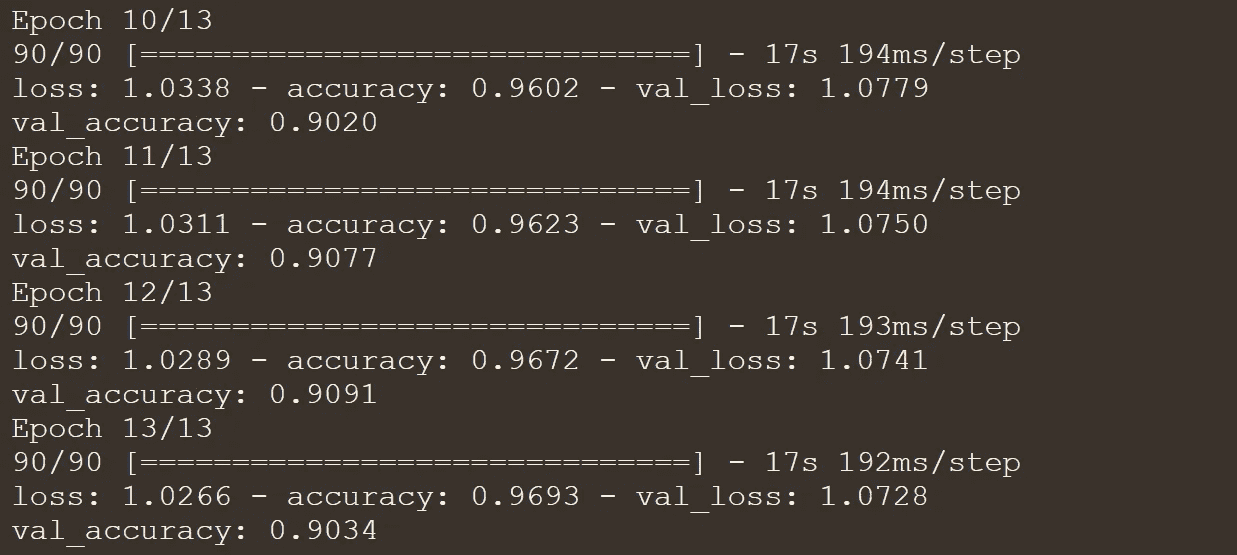 Epoch 10/13
90/90 [==============================] - 17s 194ms/step
loss: 1.0338 - accuracy: 0.9602 - val_loss: 1.0779
val_accuracy: 0.9020
Epoch 11/13
90/90 [==============================] - 17s 194ms/step
loss: 1.0311 - accuracy: 0.9623 - val_loss: 1.0750
val_accuracy: 0.9077
Epoch 12/13
90/90 [==============================] - 17s 193ms/step
loss: 1.0289 - accuracy: 0.9672 - val_loss: 1.0741
val_accuracy: 0.9091
Epoch 13/13
90/90 [==============================] - 17s 192ms/step
loss: 1.0266 - accuracy: 0.9693 - val_loss: 1.0728
val_accuracy: 0.9034